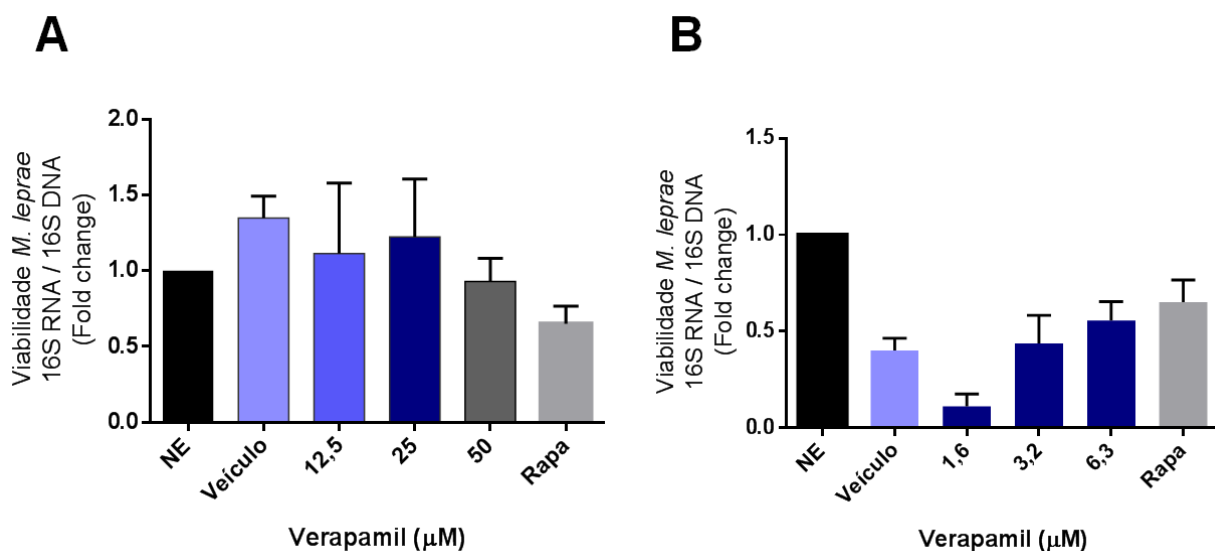 A
Viabilidade M. leprae
16S RNA / 16S DNA
(Fold change)
2.0
1.5
1.0
0.5
0.0
NE
Veículo
12,5
25
50
Rapa
Verapamil (μM)
B
Viabilidade M. leprae
16S RNA / 16S DNA
(Fold change)
1.5
1.0
0.5
0.0
NE
Veículo
1,6
3,2
6,3
Rapa
Verapamil (μM)